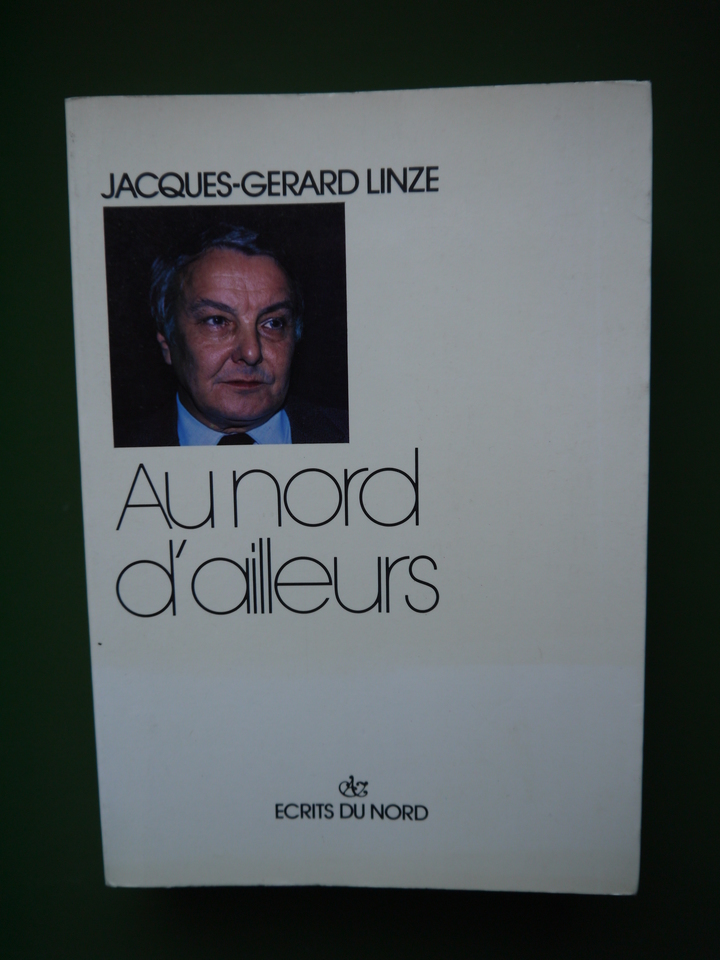 JACQUES-GERARD LINZE
Au nord
d'ailleurs
ECRITS DU NORD